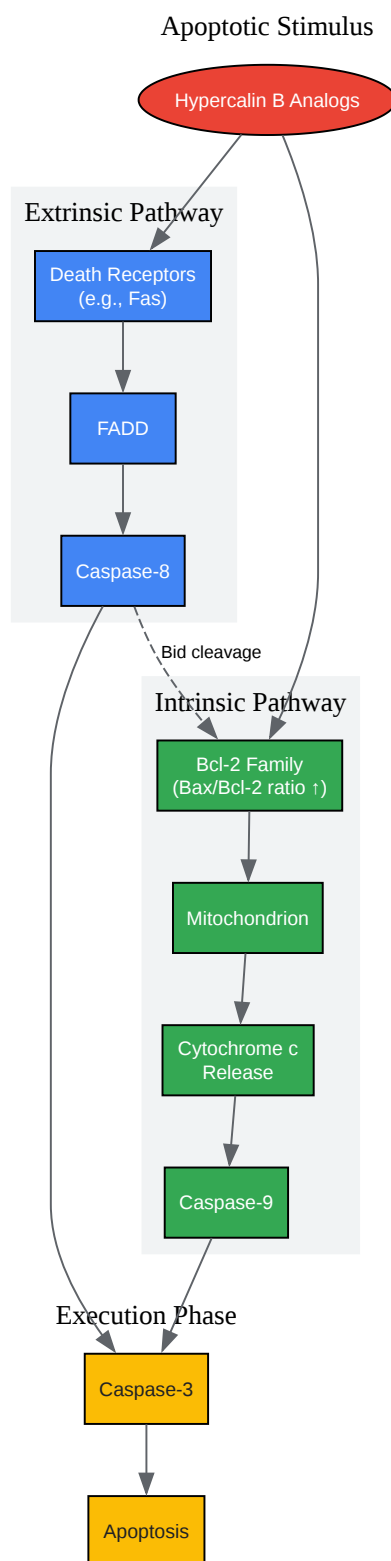 Apoptotic Stimulus
Hypercalin B Analogs
Extrinsic Pathway
Death Receptors
(e.g., Fas)
FADD
Caspase-8
Bid cleavage
Intrinsic Pathway
Bcl-2 Family
(Bax/Bcl-2 ratio ↑)
Mitochondrion
Cytochrome c
Release
Caspase-9
Execution Phase
Caspase-3
Apoptosis